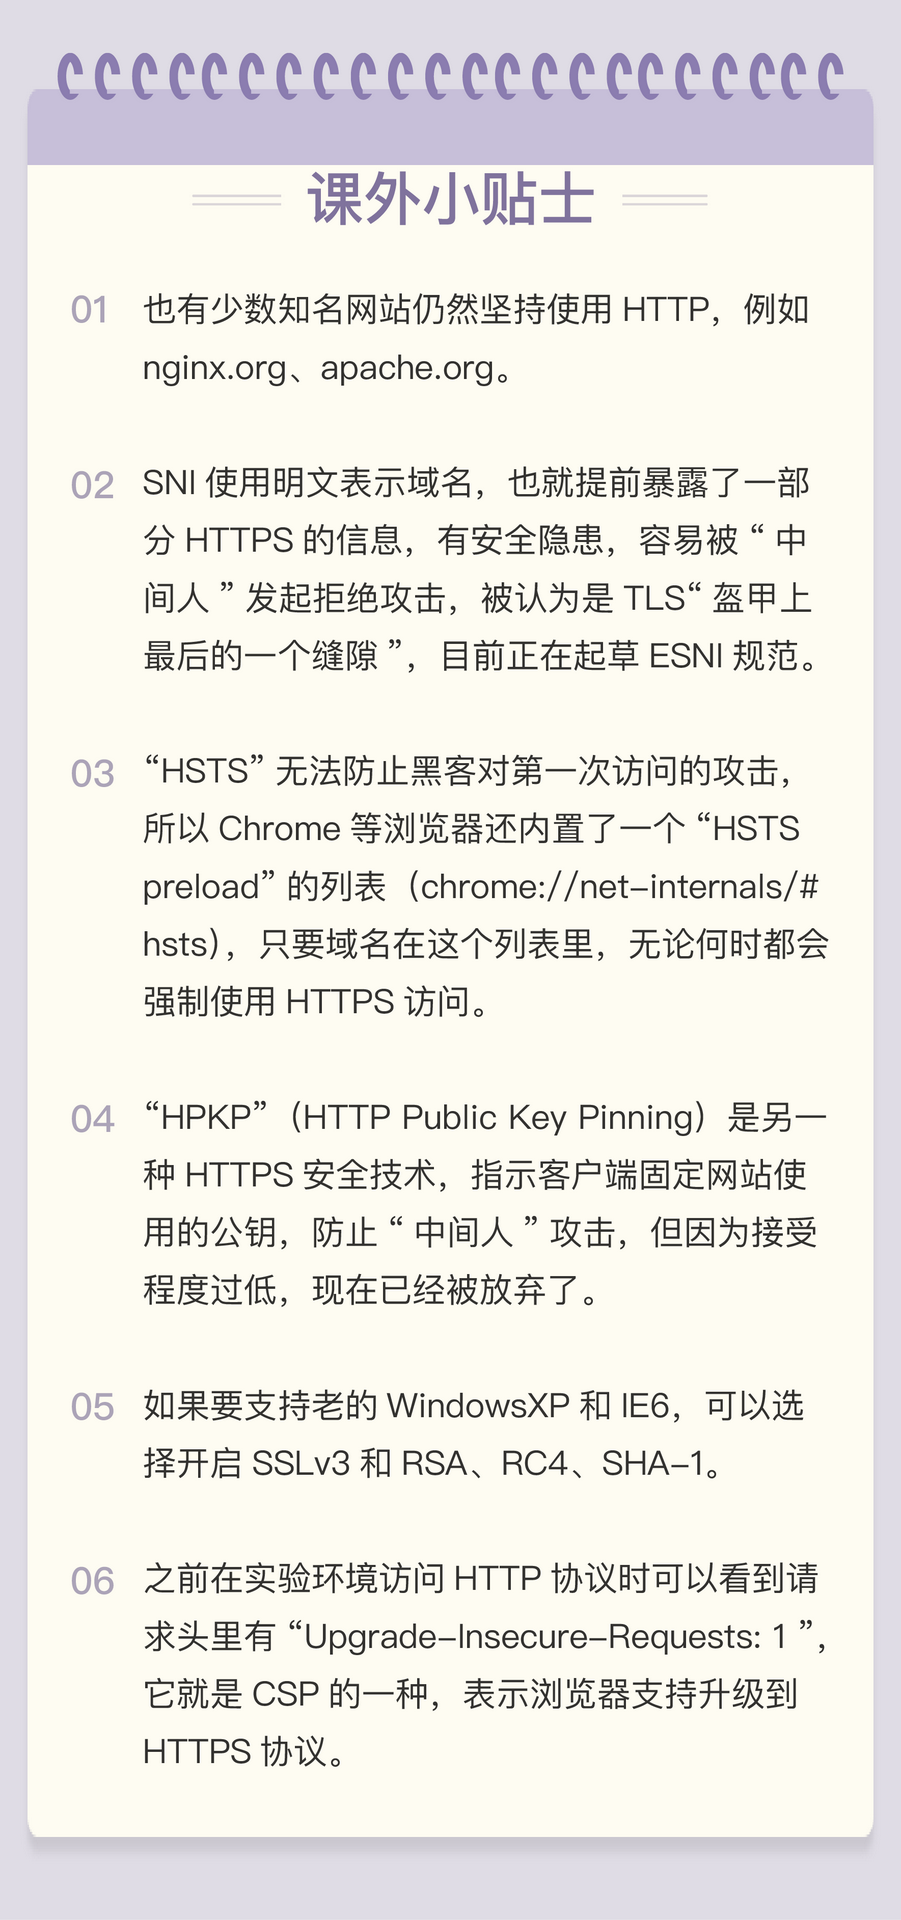 课外小贴士
01 也有少数知名网站仍然坚持使用 HTTP，例如
nginx.org、apache.org。
02 SNI 使用明文表示域名，也就提前暴露了一部
分 HTTPS 的信息，有安全隐患，容易被 “ 中
间人 ” 发起拒绝攻击，被认为是 TLS“ 盔甲上
最后的一个缝隙 ”，目前正在起草 ESNI 规范。
03 “HSTS” 无法防止黑客对第一次访问的攻击，
所以 Chrome 等浏览器还内置了一个 “HSTS
preload” 的列表（chrome://net-internals/#
hsts），只要域名在这个列表里，无论何时都会
强制使用 HTTPS 访问。
04 “HPKP”（HTTP Public Key Pinning）是另一
种 HTTPS 安全技术，指示客户端固定网站使
用的公钥，防止 “ 中间人 ” 攻击，但因为接受
程度过低，现在已经被放弃了。
05 如果要支持老的 WindowsXP 和 IE6，可以选
择开启 SSLv3 和 RSA、RC4、SHA-1。
06 之前在实验环境访问 HTTP 协议时可以看到请
求头里有 “Upgrade-Insecure-Requests: 1 ”，
它就是 CSP 的一种，表示浏览器支持升级到
HTTPS 协议。